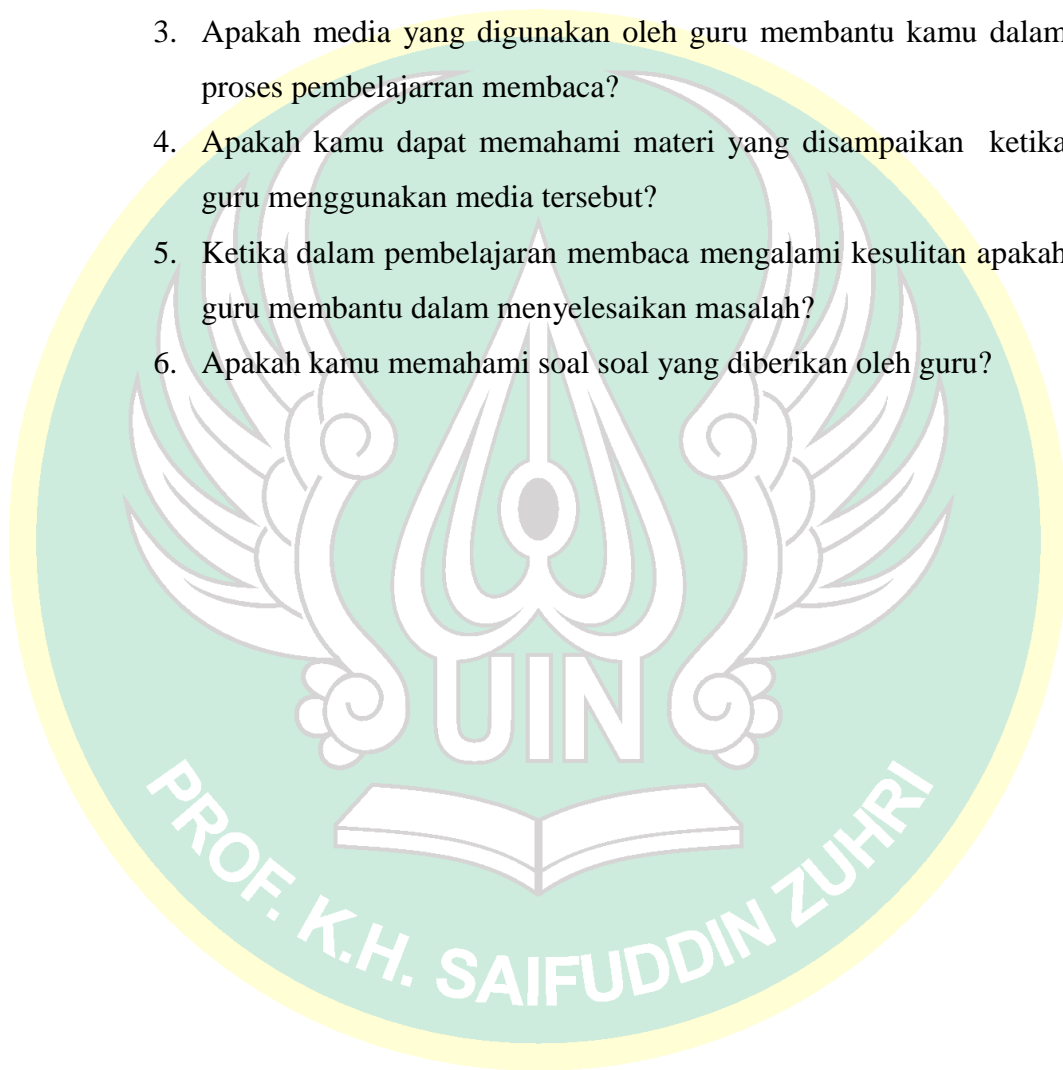 3. Apakah media yang digunakan oleh guru membantu kamu dalam
proses pembelajarran membaca?
4. Apakah kamu dapat memahami materi yang disampaikan ketika
guru menggunakan media tersebut?
5. Ketika dalam pembelajaran membaca mengalami kesulitan apakah
guru membantu dalam menyelesaikan masalah?
6. Apakah kamu memahami soal soal yang diberikan oleh guru?
UIN
PROF. K.H. SAIFUDDIN ZUHRI